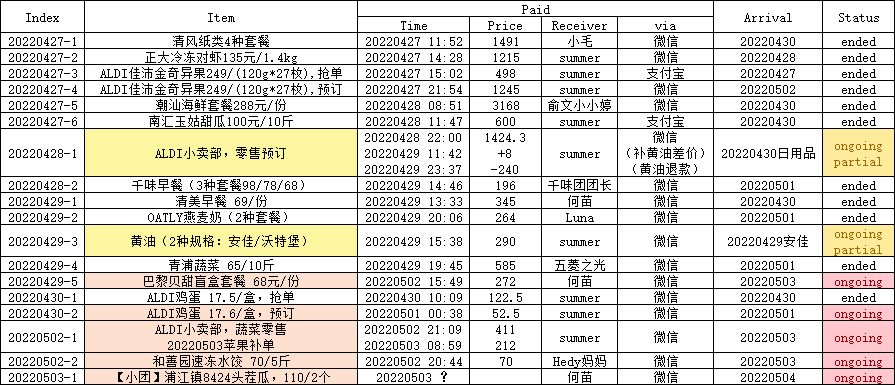 Index Item Paid Arrival Status
Time Price Receiver via
20220427-1 清风纸类4种套餐 20220427 11:52 1491 小毛 微信 20220430 ended
20220427-2 正大冷冻对虾135元/1.4kg 20220427 14:28 1215 summer 微信 20220428 ended
20220427-3 ALDI佳沛金奇异果249/(120g*27枚),抢单 20220427 15:02 498 summer 支付宝 20220427 ended
20220427-4 ALDI佳沛金奇异果249/(120g*27枚),预订 20220427 21:54 1245 summer 微信 20220502 ended
20220427-5 潮汕海鲜套餐288元/份 20220428 08:51 3168 俞文小小婷 微信 20220430 ended
20220427-6 南汇玉姑甜瓜100元/10斤 20220428 11:47 600 summer 支付宝 20220430 ended
20220428-1 ALDI小卖部，零售预订 20220428 22:00 1424.3 summer 微信 20220430日用品 ongoing
20220429 11:42 +8 （补黄油差价） partial
20220429 23:37 -240 （黄油退款）
20220428-2 千味早餐（3种套餐98/78/68） 20220429 14:46 196 千味团团长 微信 20220501 ended
20220429-1 清美早餐 69/份 20220429 13:33 345 何苗 微信 20220430 ended
20220429-2 OATLY燕麦奶（2种套餐） 20220429 20:06 264 Luna 微信 20220501 ended
20220429-3 黄油（2种规格：安佳/沃特堡） 20220429 15:38 290 summer 微信 20220429安佳 ongoing
partial
20220429-4 青浦蔬菜 65/10斤 20220429 19:45 585 五菱之光 微信 20220501 ended
20220429-5 巴黎贝甜盲盒套餐 68元/份 20220502 15:49 272 何苗 微信 20220503 ongoing
20220430-1 ALDI鸡蛋 17.5/盒，抢单 20220430 10:09 122.5 summer 微信 20220430 ended
20220430-2 ALDI鸡蛋 17.6/盒，预订 20220501 00:38 52.5 summer 微信 20220501 ongoing
20220502-1 ALDI小卖部，蔬菜零售 20220502 21:09 411 summer 微信 20220503 ongoing
20220503苹果补单 20220503 08:59 212
20220502-2 和善园速冻水饺 70/5斤 20220502 20:44 70 Hedy妈妈 微信 20220503 ongoing
20220503-1 【小团】浦江镇8424头茬瓜，110/2个 20220503 ？ 何苗 微信 20220504 ongoing